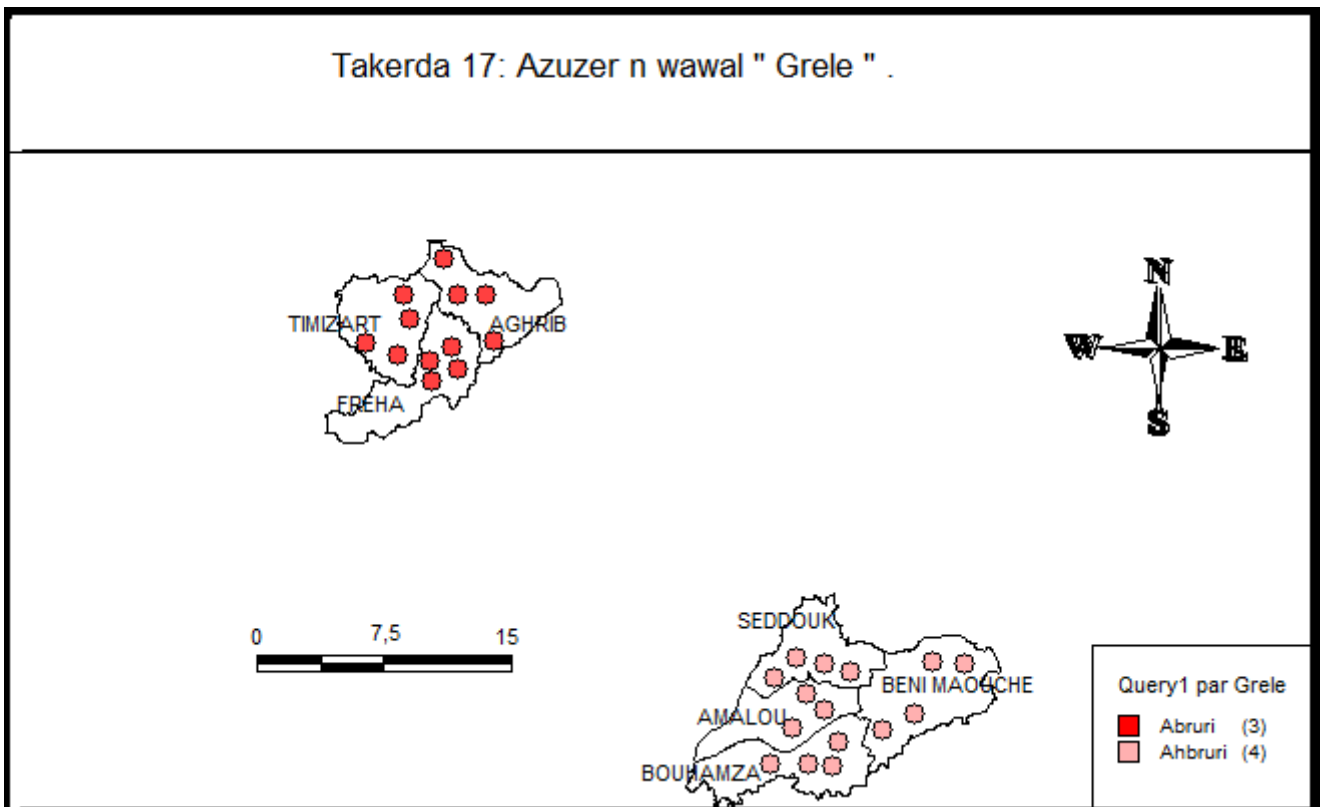 Takerda 17: Azuzer n wawal " Grele " .
N
TIMIZART
AGHRIB
W
E
FREHA
S
SEDDOUK
0 7,5 15
BENI MAOUCHE
Query1 par Grele
AMALOU
Abruri (3)
Ahbruri (4)
BOUHAMZA